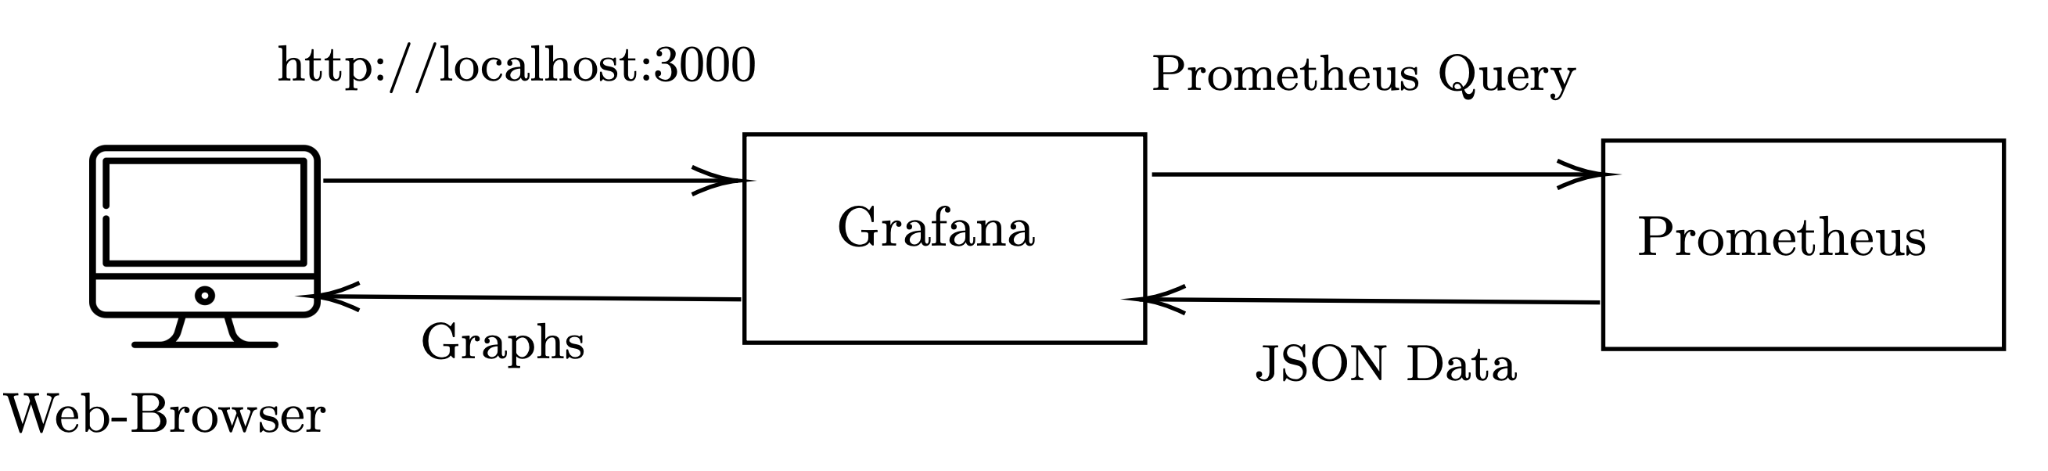 http://localhost:3000
Prometheus Query
Grafana
Prometheus
Graphs
JSON Data
Web-Browser